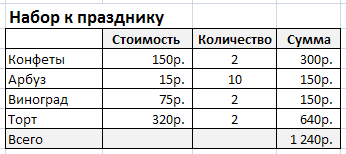 Набор к празднику
Стоимость Количество Сумма
Конфеты 150р. 2 300р.
Арбуз 15р. 10 150р.
Виноград 75р. 2 150р.
Торт 320р. 2 640р.
Всего 1 240р.